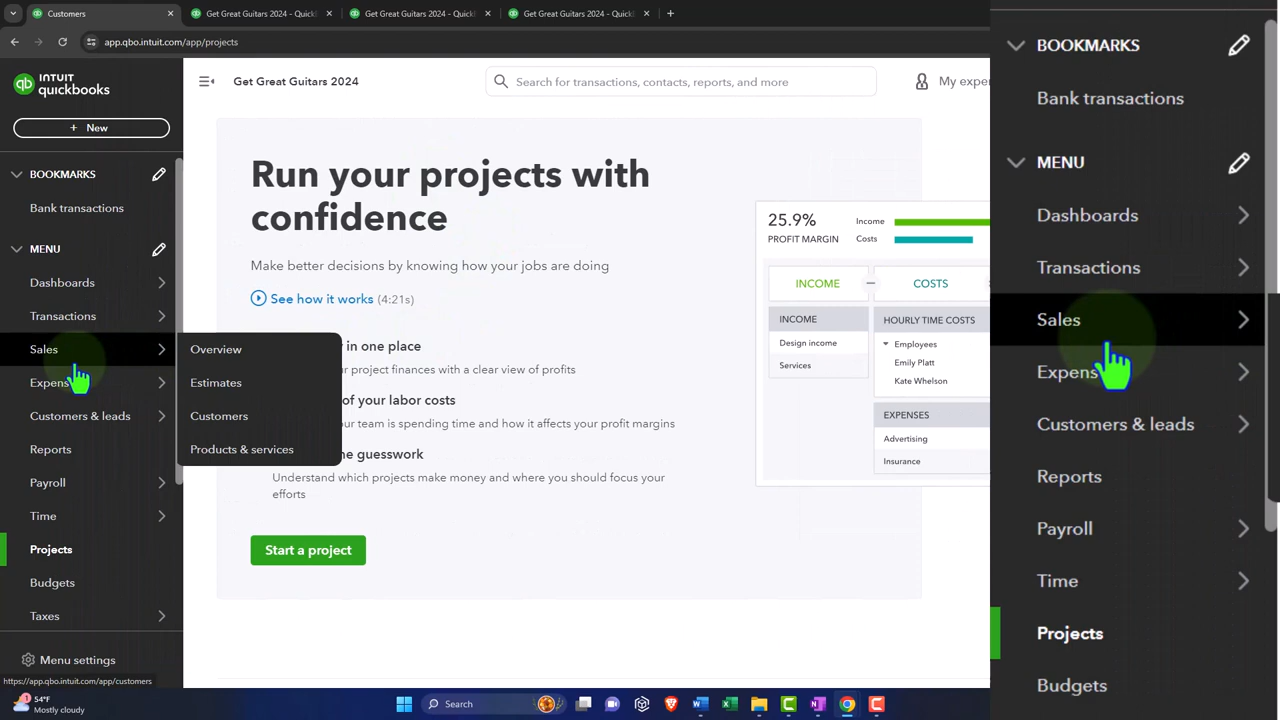 Customers
Get Great Guitars 2024 - QuickB
Get Great Guitars 2024 - QuickB
Get Great Guitars 2024 - QuickB
app.qbo.intuit.com/app/projects
INTUIT
quickbooks
Get Great Guitars 2024
Search for transactions, contacts, reports, and more
My exper
+ New
BOOKMARKS
Bank transactions
MENU
Dashboards
Transactions
Sales
Expens
Customers & leads
Reports
Payroll
Time
Projects
Budgets
Taxes
Menu settings
https://app.qbo.intuit.com/app/customers
Overview
Estimates
Customers
Products & services
Run your projects with
confidence
Make better decisions by knowing how your jobs are doing
See how it works (4:21s)
y in one place
our project finances with a clear view of profits
of your labor costs
our team is spending time and how it affects your profit margins
he guesswork
Understand which projects make money and where you should focus your
efforts
Start a project
25.9%
PROFIT MARGIN
Income
Costs
INCOME
COSTS
INCOME
Design income
Services
HOURLY TIME COSTS
Employees
Emily Platt
Kate Whelson
EXPENSES
Advertising
Insurance
BOOKMARKS
Bank transactions
MENU
Dashboards
Transactions
Sales
Expens
Customers & leads
Reports
Payroll
Time
Projects
Budgets
1
54°F
Mostly cloudy
Search